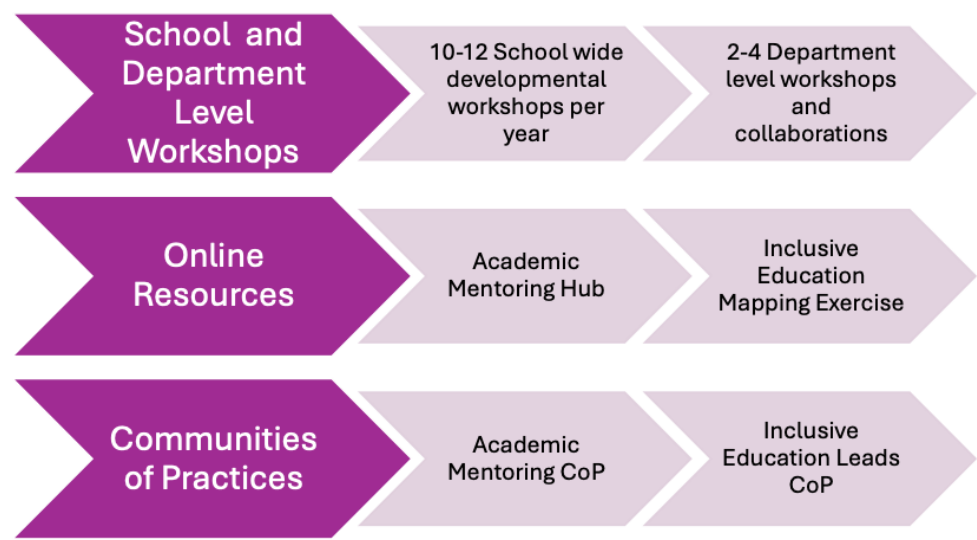 School and
Department
Level
Workshops
10-12 School wide
developmental
workshops per
year
2-4 Department
level workshops
and
collaborations
Online
Resources
Academic
Mentoring Hub
Inclusive
Education
Mapping Exercise
Communities
of Practices
Academic
Mentoring CoP
Inclusive
Education Leads
CoP